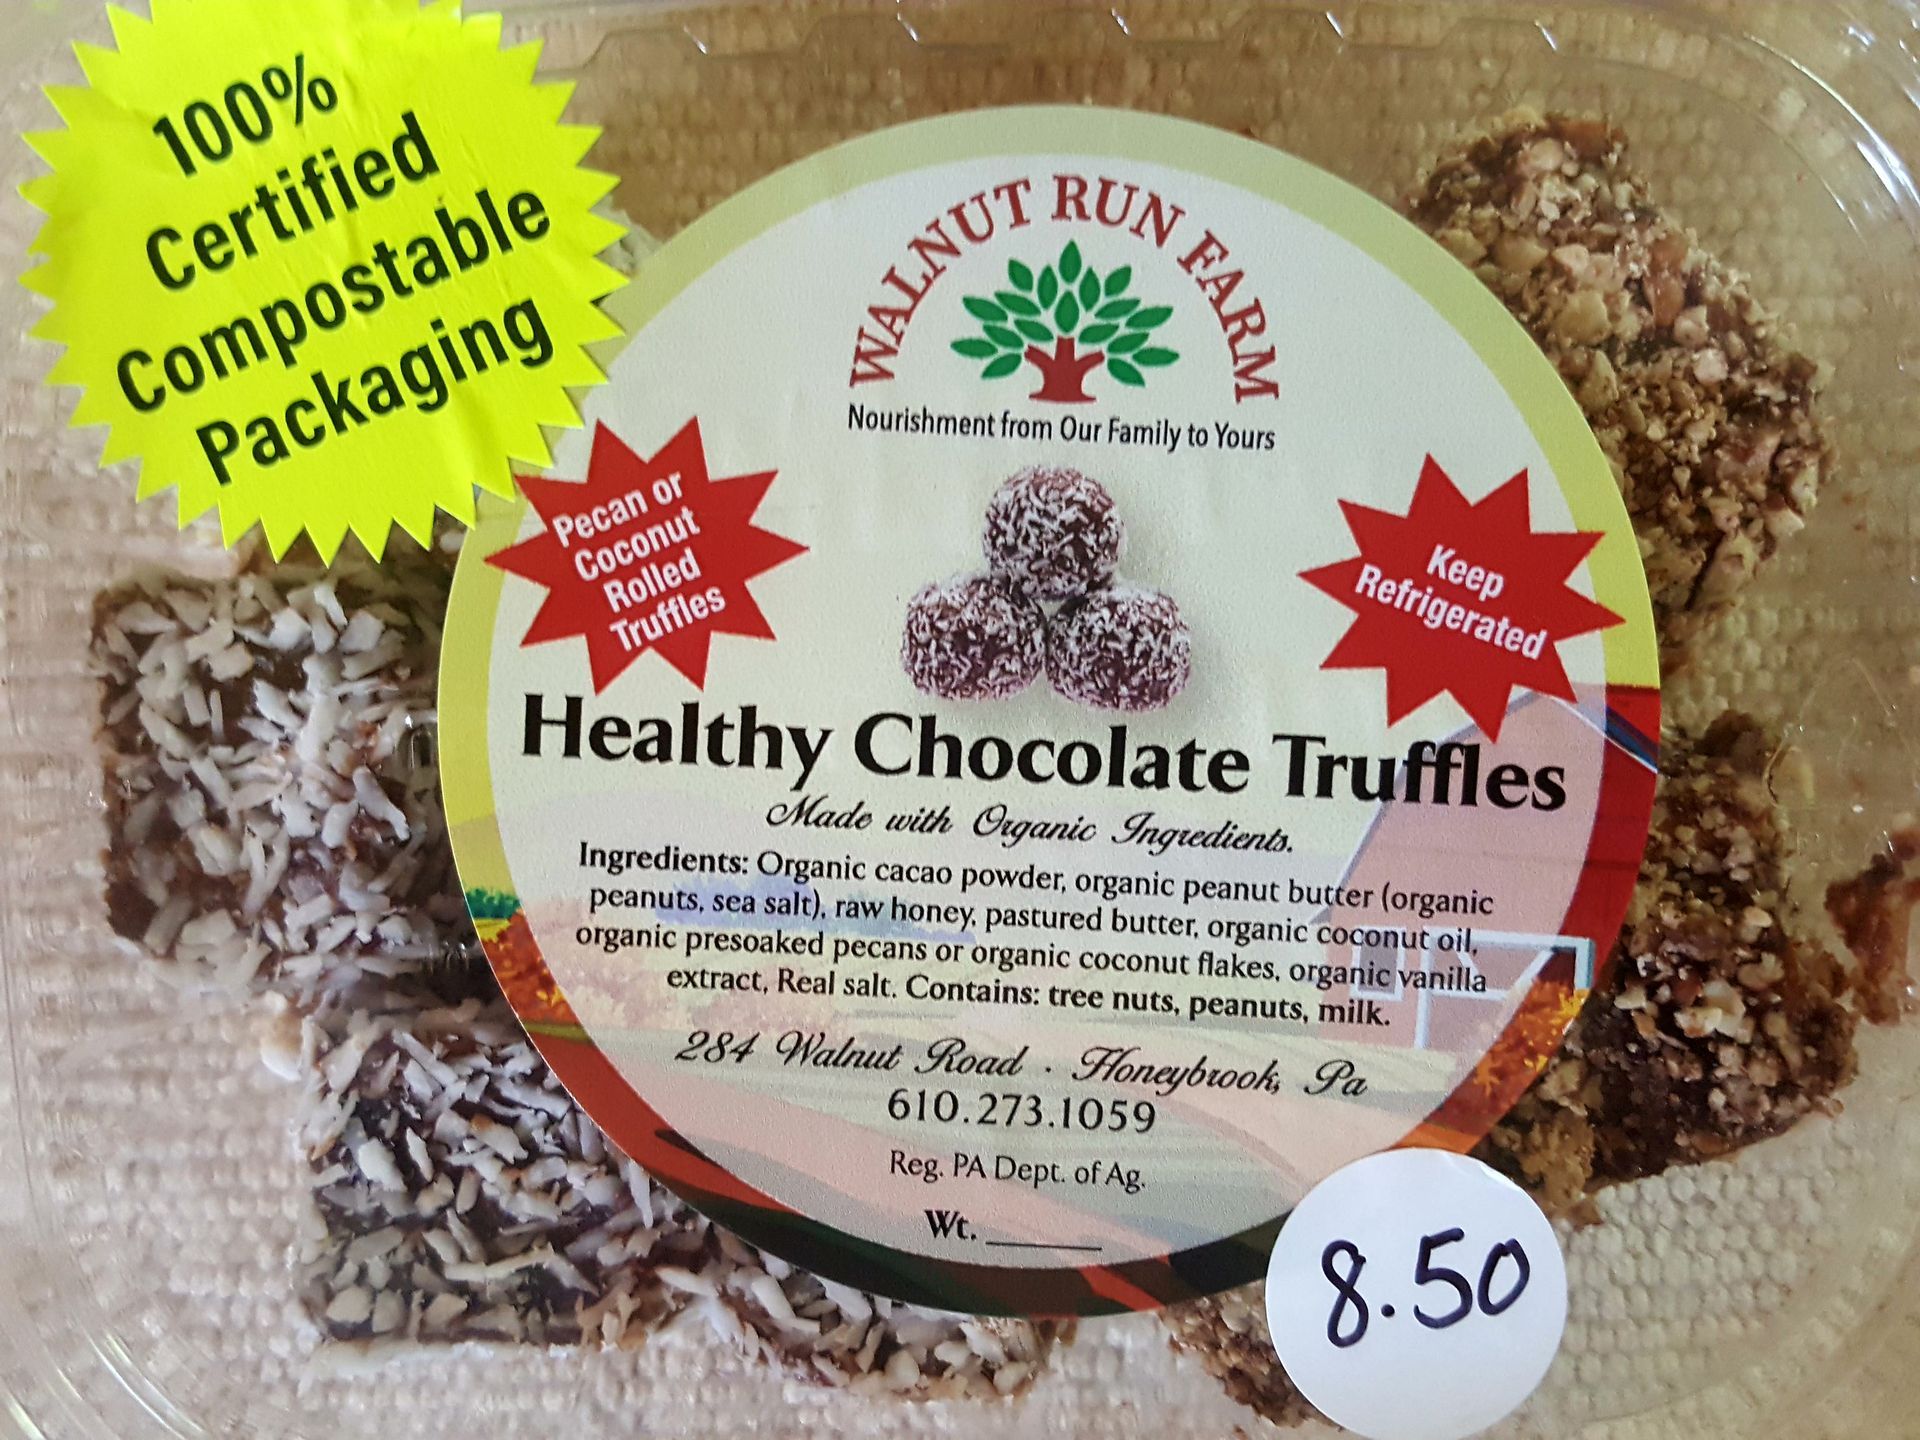 100%
Certified
Compostable
Packaging
WALNUT RUN FARM
Nourishment from Our Family to Yours
Pecan or
Coconut
Rolled
Truffles
Keep
Refrigerated
Healthy Chocolate Truffles
Made with Organic Ingredients.
Ingredients: Organic cacao powder, organic peanut butter (organic
peanuts, sea salt), raw honey, pastured butter, organic coconut oil,
organic presoaked pecans or organic coconut flakes, organic vanilla
extract, Real salt. Contains: tree nuts, peanuts, milk.
284 Walnut Road · Honeybrook, Pa
610.273.1059
Reg. PA Dept. of Ag.
Wt. ______
8.50